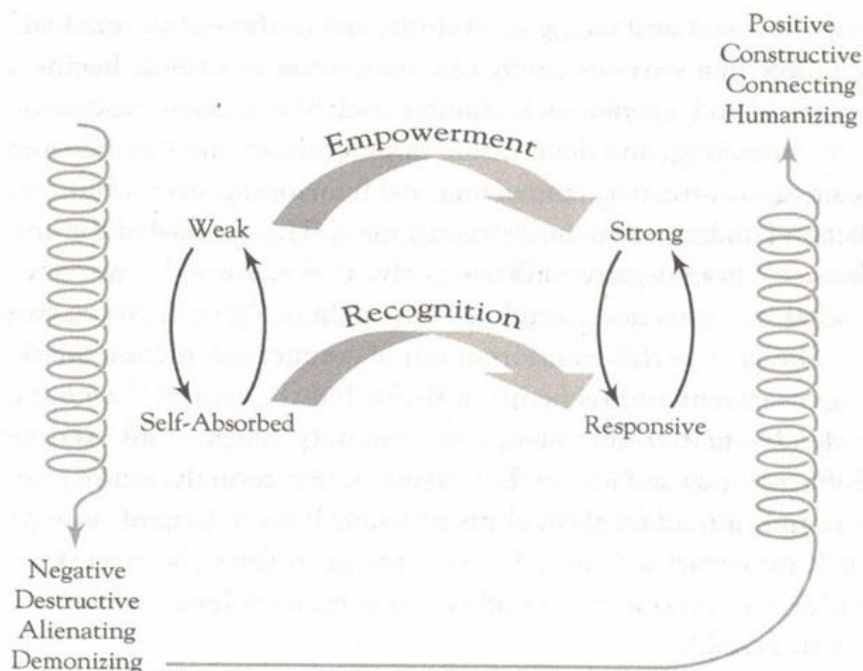 Positive
Constructive
Connecting
Humanizing
Empowerment
Weak
Strong
Recognition
Self-Absorbed
Responsive
Negative
Destructive
Alienating
Demonizing